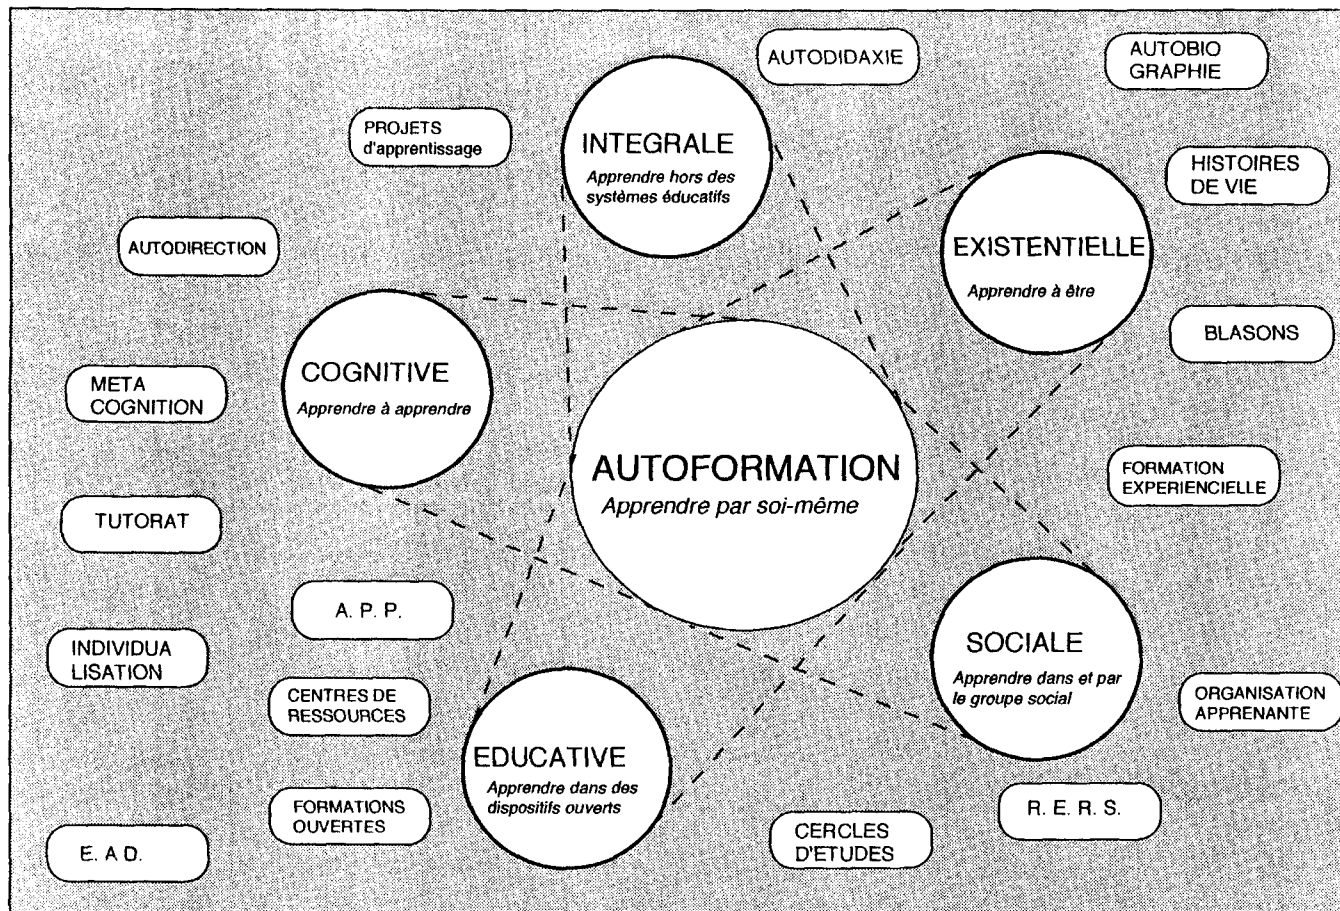 AUTODIDAXIE
AUTOBIO
GRAPHIE
PROJETS
d'apprentissage
INTEGRALE
Apprendre hors des
systèmes éducatifs
HISTOIRES
DE VIE
AUTODIRECTION
EXISTENTIELLE
Apprendre à être
BLASONS
COGNITIVE
Apprendre à apprendre
META
COGNITION
AUTOFORMATION
Apprendre par soi-même
FORMATION
EXPERIENCIELLE
TUTORAT
A. P. P.
INDIVIDUA
LISATION
SOCIALE
Apprendre dans et par
le groupe social
CENTRES DE
RESSOURCES
ORGANISATION
APPRENANTE
EDUCATIVE
Apprendre dans des
dispositifs ouverts
FORMATIONS
OUVERTES
R. E. R. S.
CERCLES
D'ETUDES
E. A D.